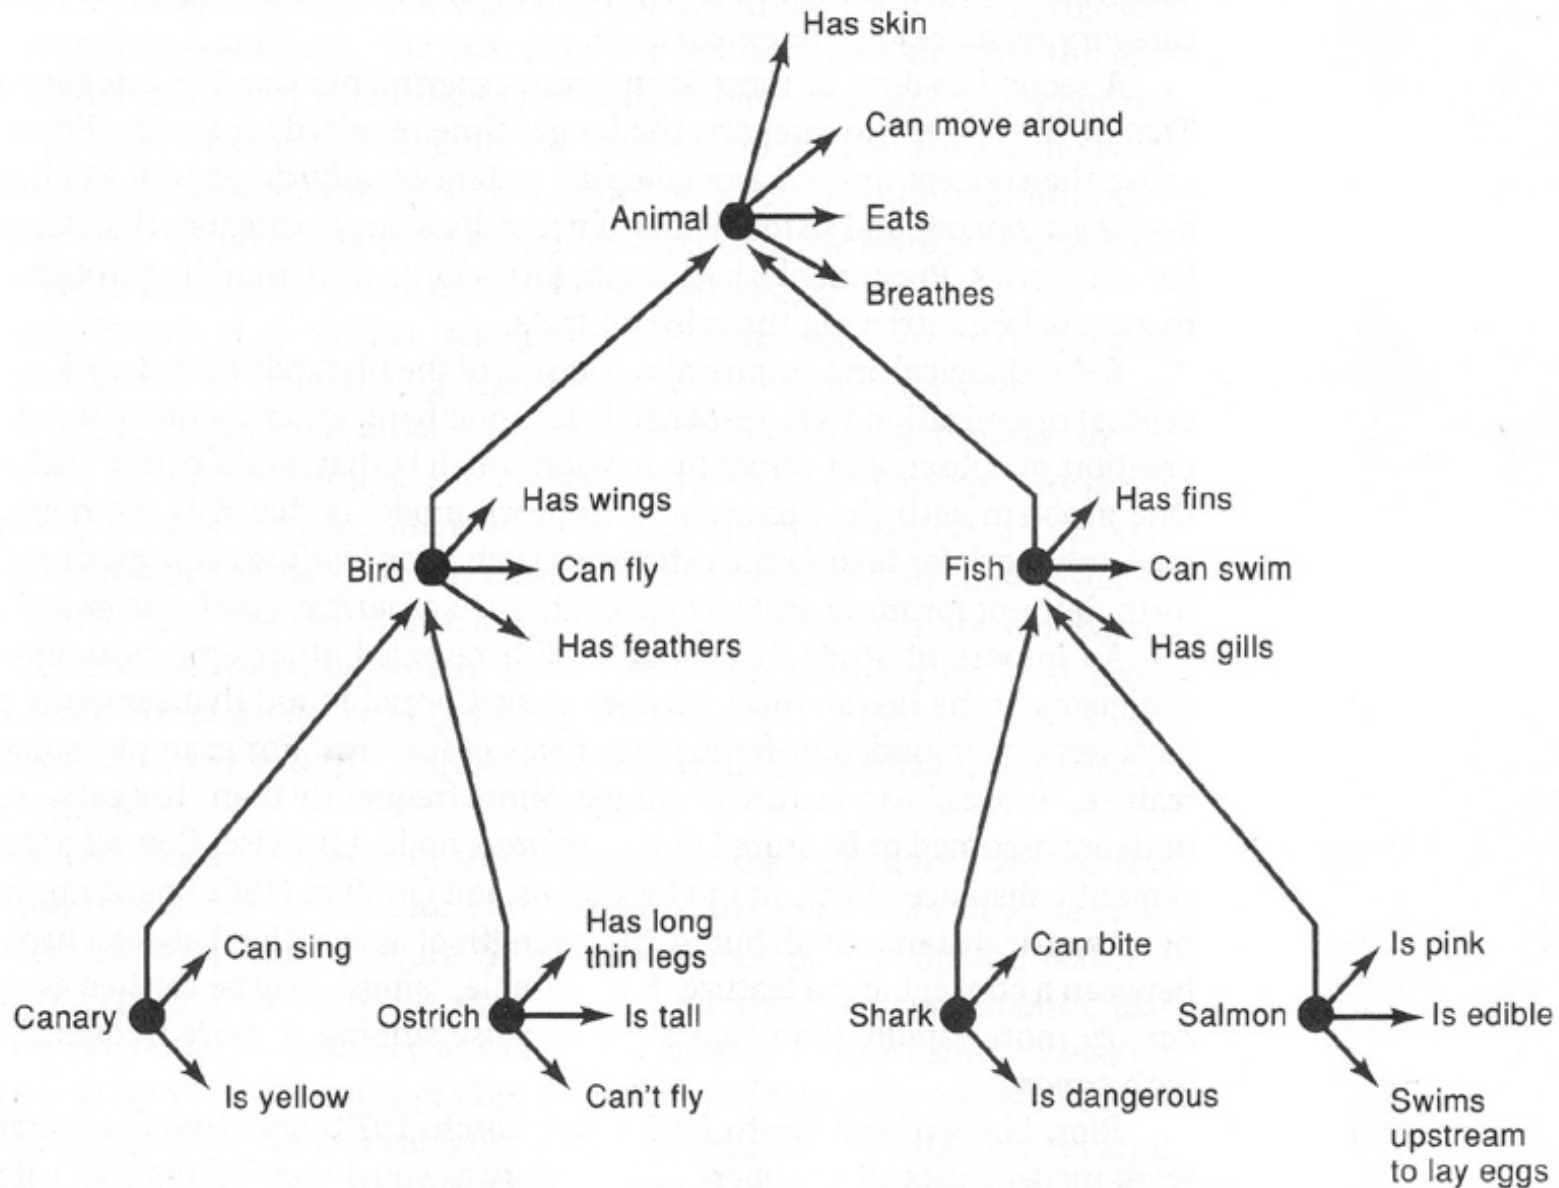 Has skin
Can move around
Animal
Eats
Breathes
Has wings
Bird
Can fly
Has feathers
Has fins
Fish
Can swim
Has gills
Can sing
Canary
Is yellow
Has long
thin legs
Ostrich
Is tall
Can't fly
Can bite
Shark
Is dangerous
Is pink
Salmon
Is edible
Swims
upstream
to lay eggs